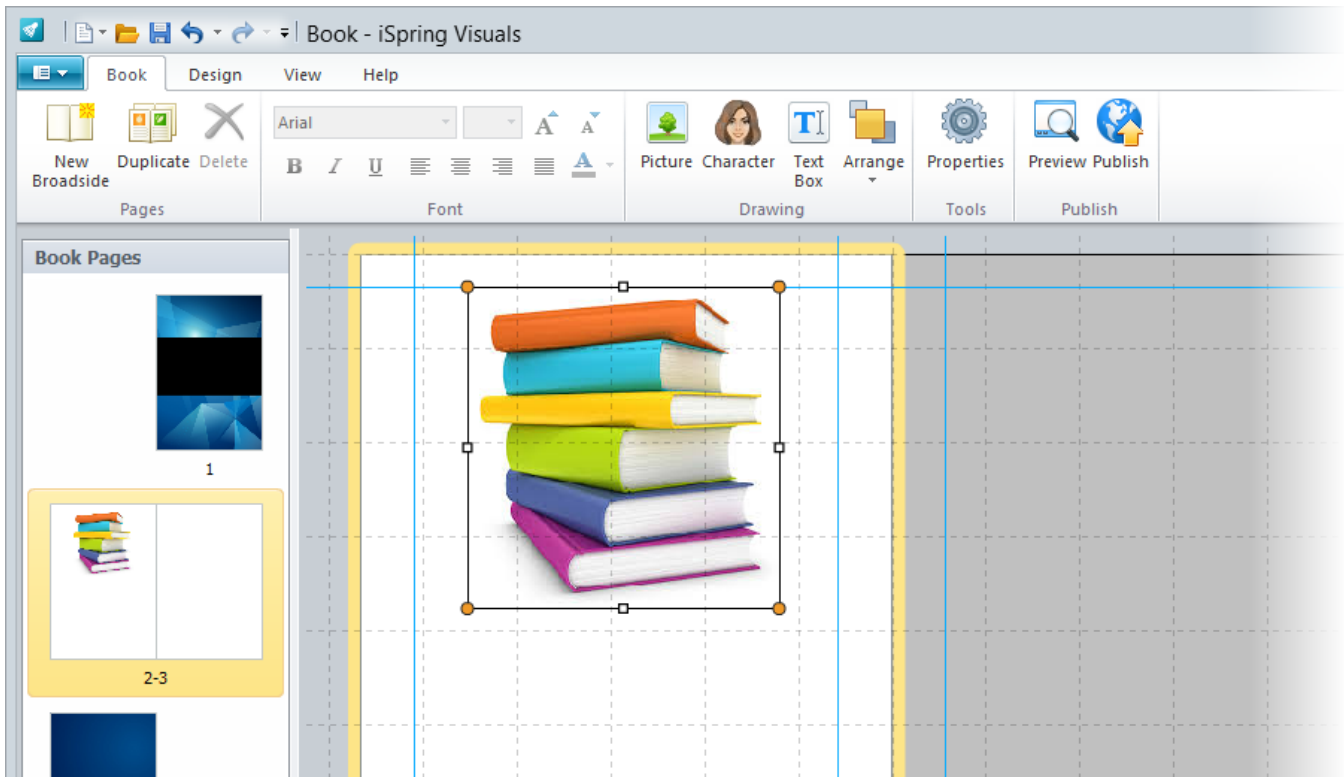 Book - iSpring Visuals
Book Design View Help
New Broadside Duplicate Delete
Pages
Arial
A A
B I U A
Font
Picture Character Text Box Arrange
Drawing
Properties
Tools
Preview Publish
Publish
Book Pages
1
2-3